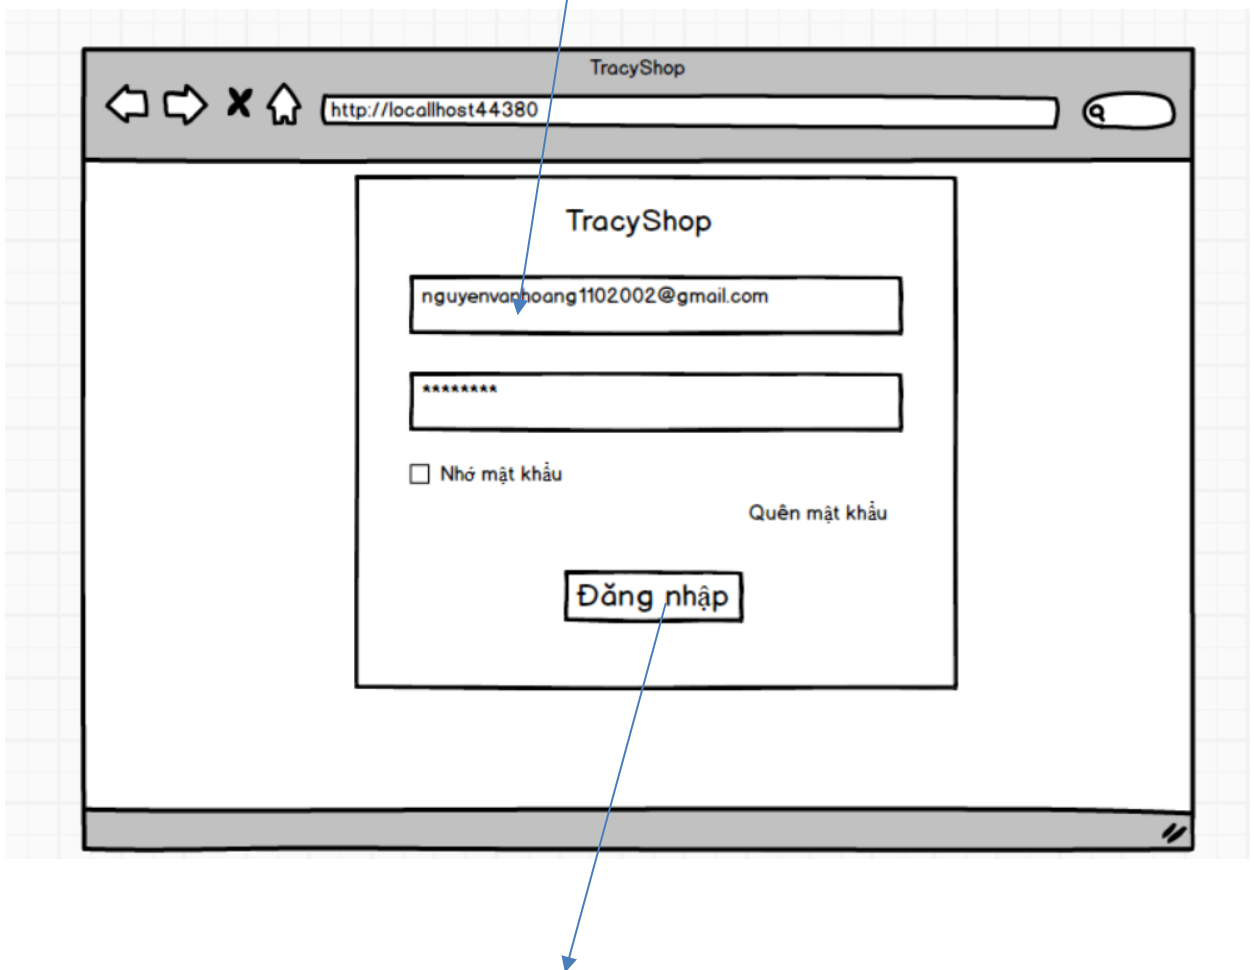 TracyShop
http://locallhost44380
TracyShop
nguyenvanhoang1102002@gmail.com
********
Nhớ mật khẩu
Quên mật khẩu
Đăng nhập